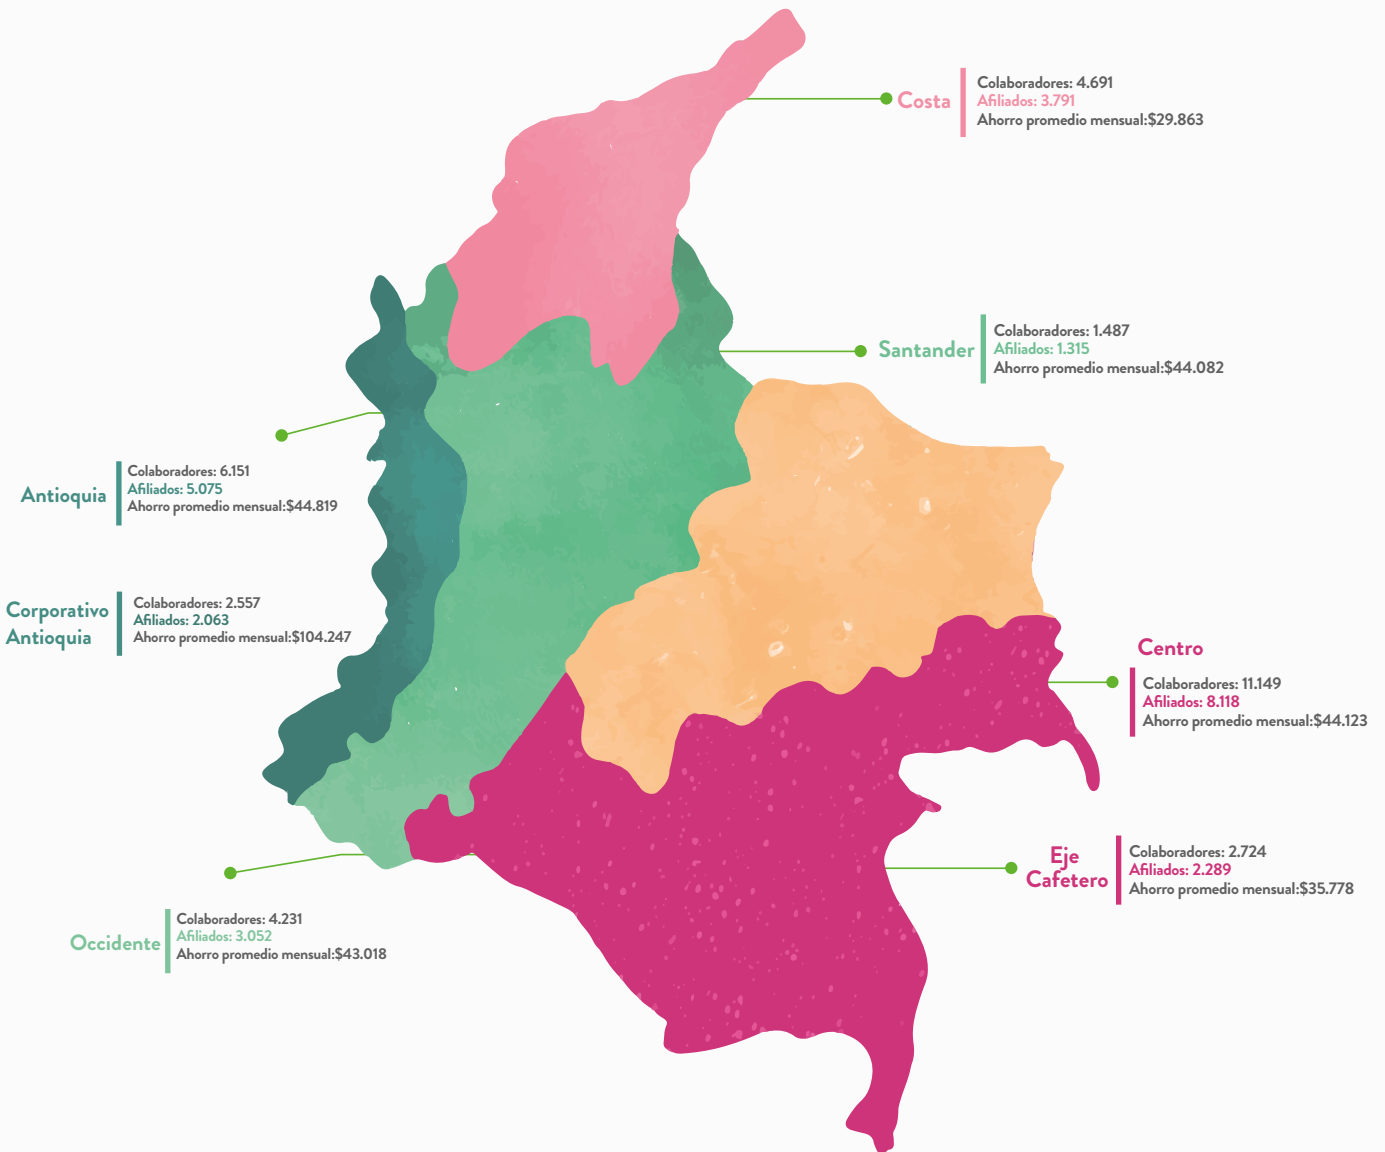 Costa
Colaboradores: 4.691
Afiliados: 3.791
Ahorro promedio mensual:$29.863
Santander
Colaboradores: 1.487
Afiliados: 1.315
Ahorro promedio mensual:$44.082
Antioquia
Colaboradores: 6.151
Afiliados: 5.075
Ahorro promedio mensual:$44.819
Corporativo
Antioquia
Colaboradores: 2.557
Afiliados: 2.063
Ahorro promedio mensual:$104.247
Centro
Colaboradores: 11.149
Afiliados: 8.118
Ahorro promedio mensual:$44.123
Eje
Cafetero
Colaboradores: 2.724
Afiliados: 2.289
Ahorro promedio mensual:$35.778
Occidente
Colaboradores: 4.231
Afiliados: 3.052
Ahorro promedio mensual:$43.018